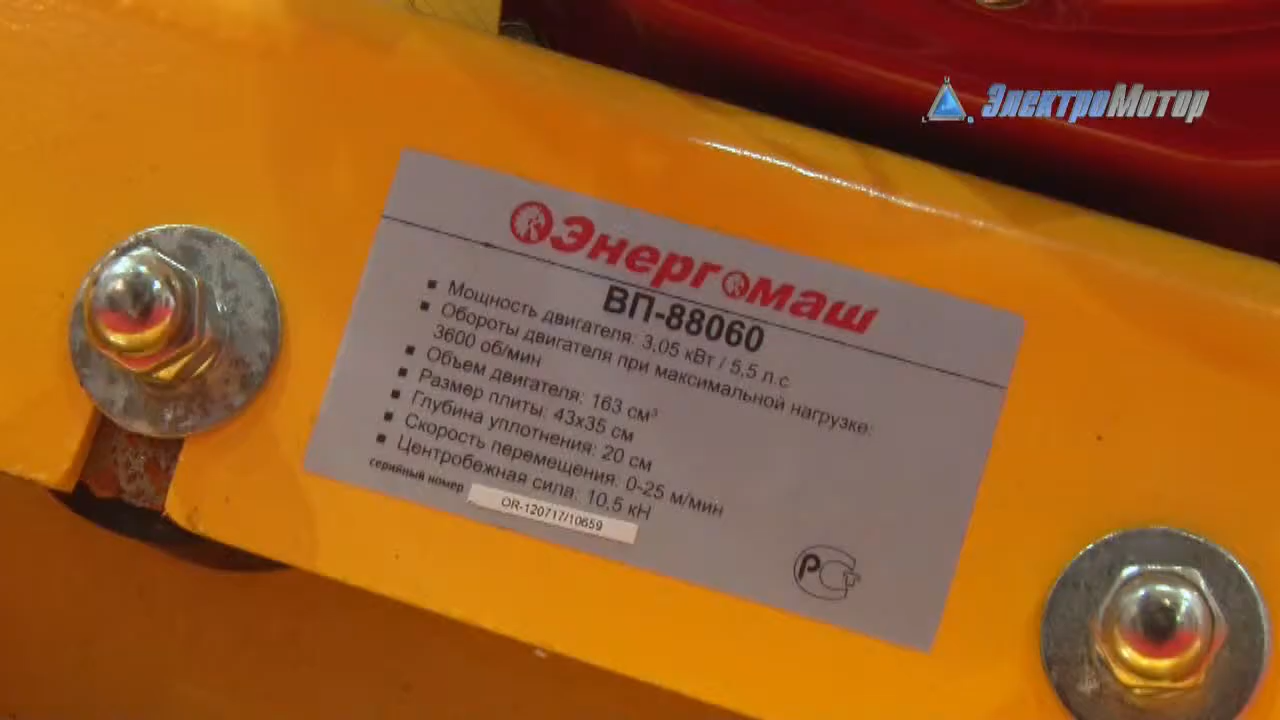 ЭлектроМотор
Энергомаш
ВП-88060
Мощность двигателя: 3,05 кВт / 5,5 л.с
Обороты двигателя при максимальной нагрузке:
3600 об/мин
Объем двигателя: 163 см³
Размер плиты: 43х35 см
Глубина уплотнения: 20 см
Скорость перемещения: 0-25 м/мин
Центробежная сила: 10,5 кН
серийный номер OR-120717/10659
РСТ